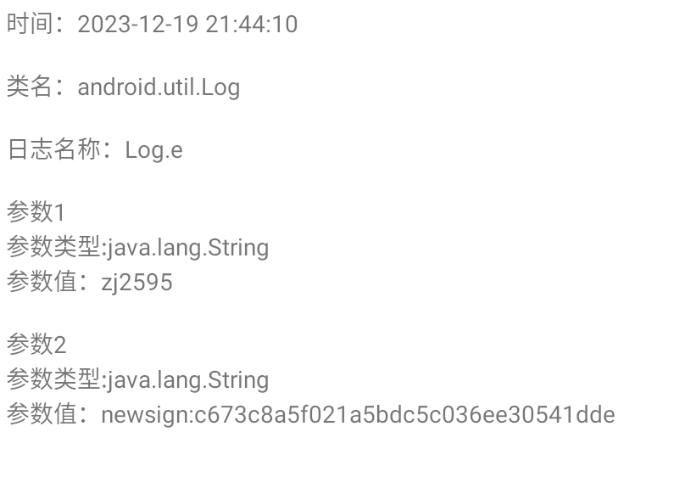 时间：2023-12-19 21:44:10
类名：android.util.Log
日志名称：Log.e
参数1
参数类型:java.lang.String
参数值：zj2595
参数2
参数类型:java.lang.String
参数值：newsign:c673c8a5f021a5bdc5c036ee30541dde